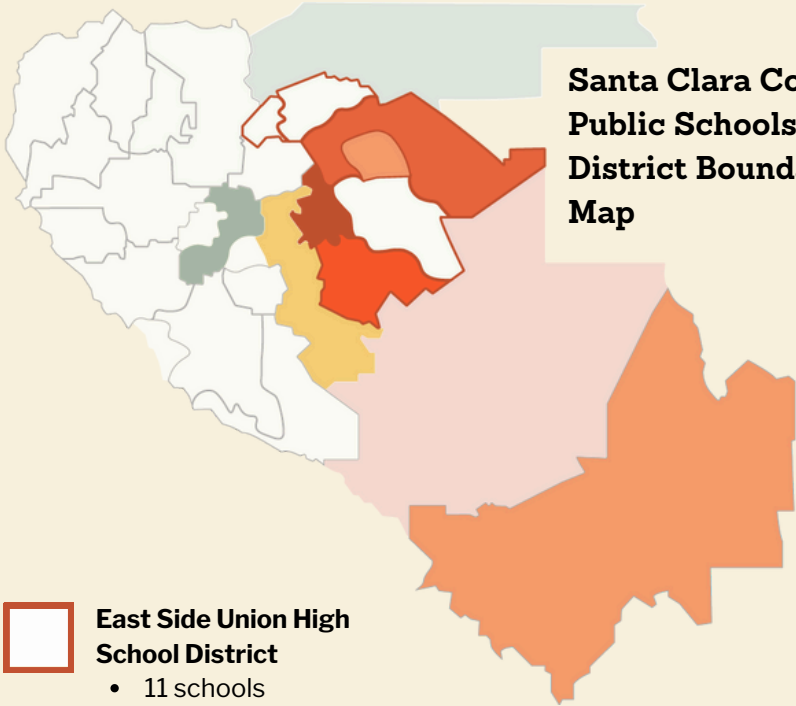 Santa Clara Co
Public Schools
District Bound
Map
East Side Union High
School District
• 11 schools